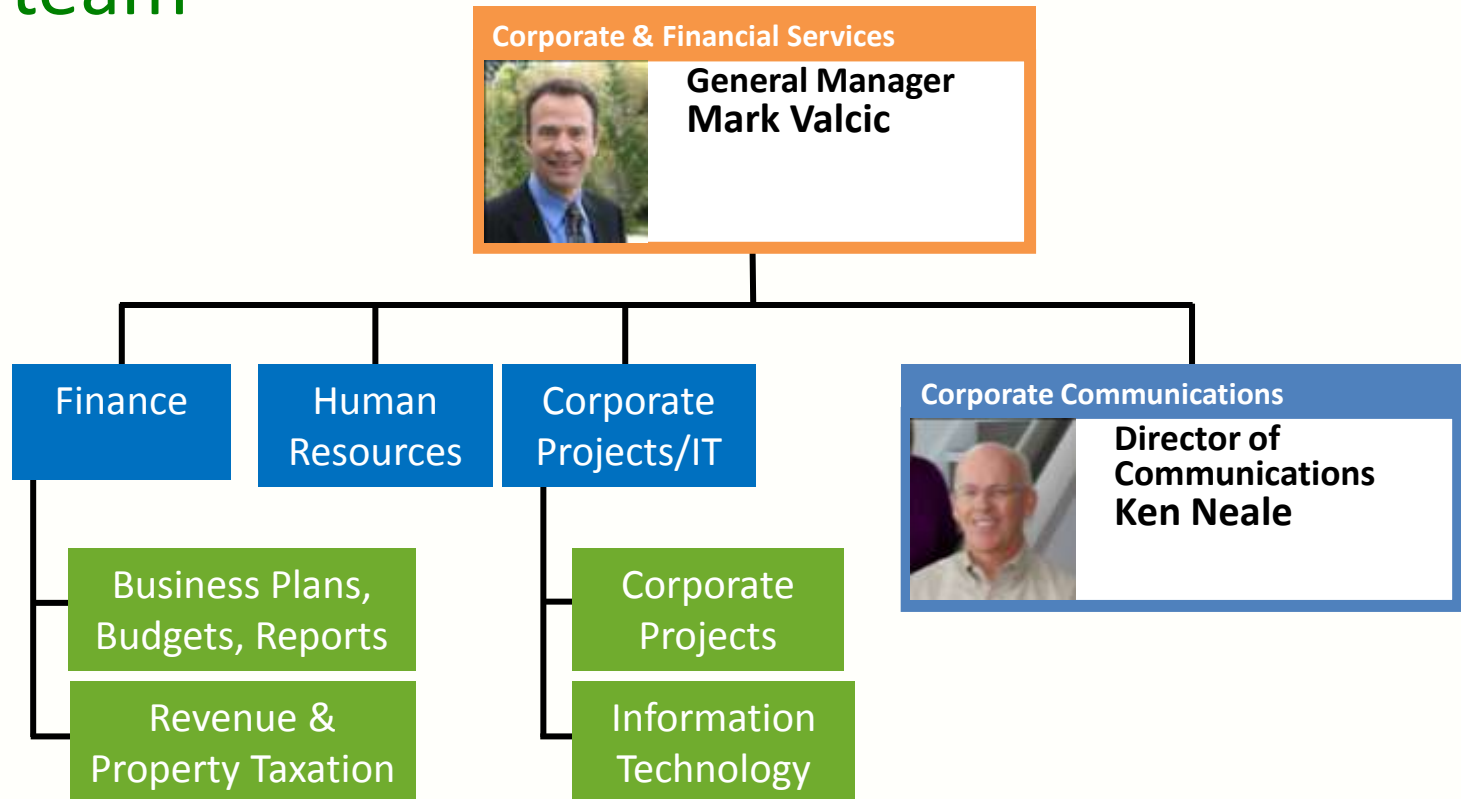 team
Corporate & Financial Services
General Manager
Mark Valcic
Finance
Human
Resources
Corporate
Projects/IT
Corporate Communications
Director of
Communications
Ken Neale
Business Plans,
Budgets, Reports
Revenue &
Property Taxation
Corporate
Projects
Information
Technology